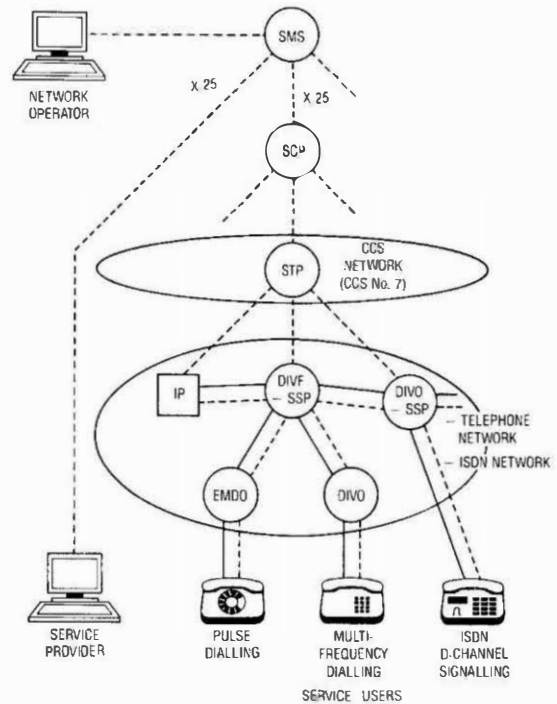 SMS
NETWORK
OPERATOR
X.25
X.25
SCP
CCS
NETWORK
(CCS No. 7)
STP
IP
DIVF
– SSP
DIVO
– SSP
– TELEPHONE
NETWORK
– ISDN NETWORK
EMDO
DIVO
SERVICE
PROVIDER
PULSE
DIALLING
MULTI-
FREQUENCY
DIALLING
ISDN
D-CHANNEL
SIGNALLING
SERVICE USERS